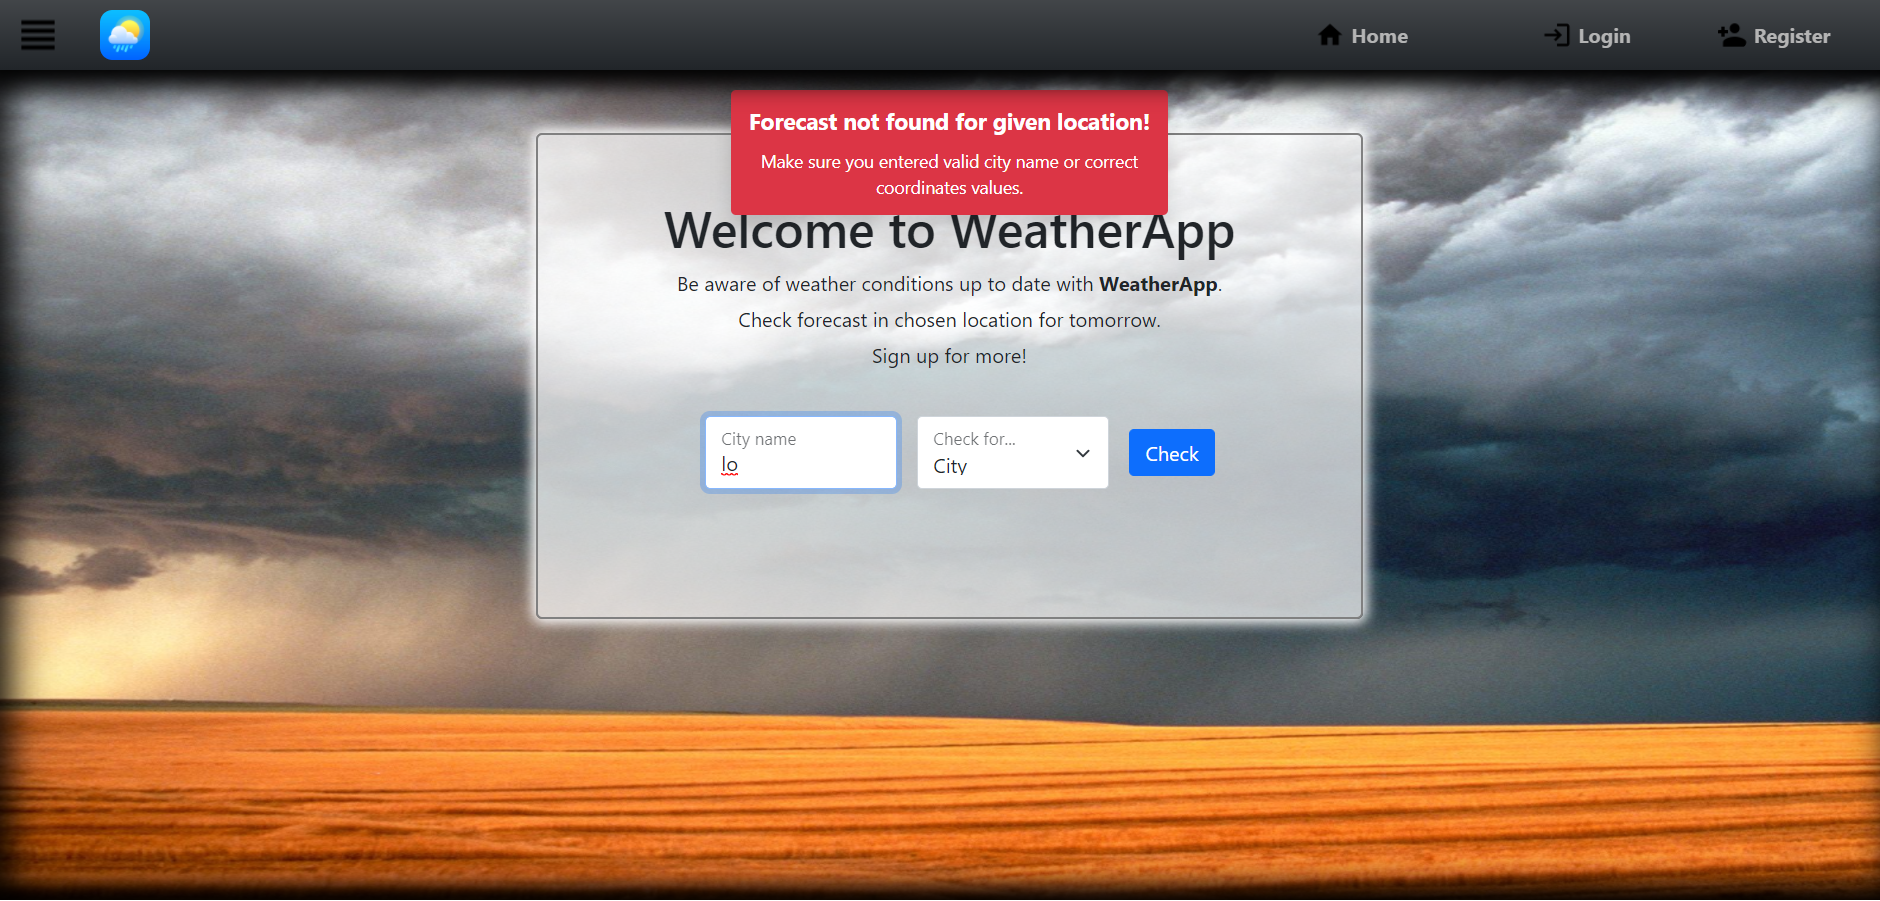 Home
Login
Register
Forecast not found for given location!
Make sure you entered valid city name or correct
coordinates values.
Welcome to WeatherApp
Be aware of weather conditions up to date with WeatherApp.
Check forecast in chosen location for tomorrow.
Sign up for more!
City name
lo
Check for...
City
Check